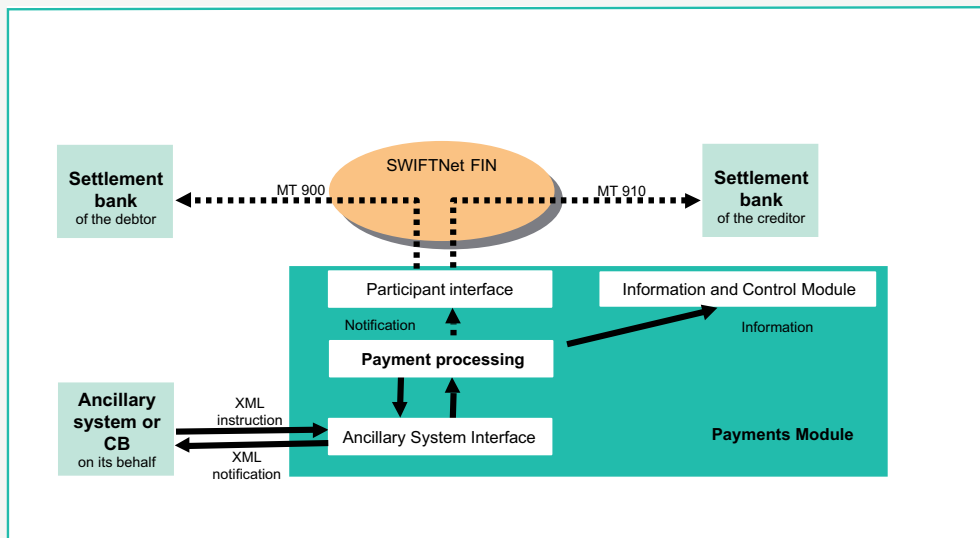 SWIFTNet FIN
Settlement
bank
of the debtor
MT 900
MT 910
Settlement
bank
of the creditor
Participant interface
Information and Control Module
Notification
Information
Payment processing
Ancillary
system or
CB
on its behalf
XML
instruction
XML
notification
Ancillary System Interface
Payments Module